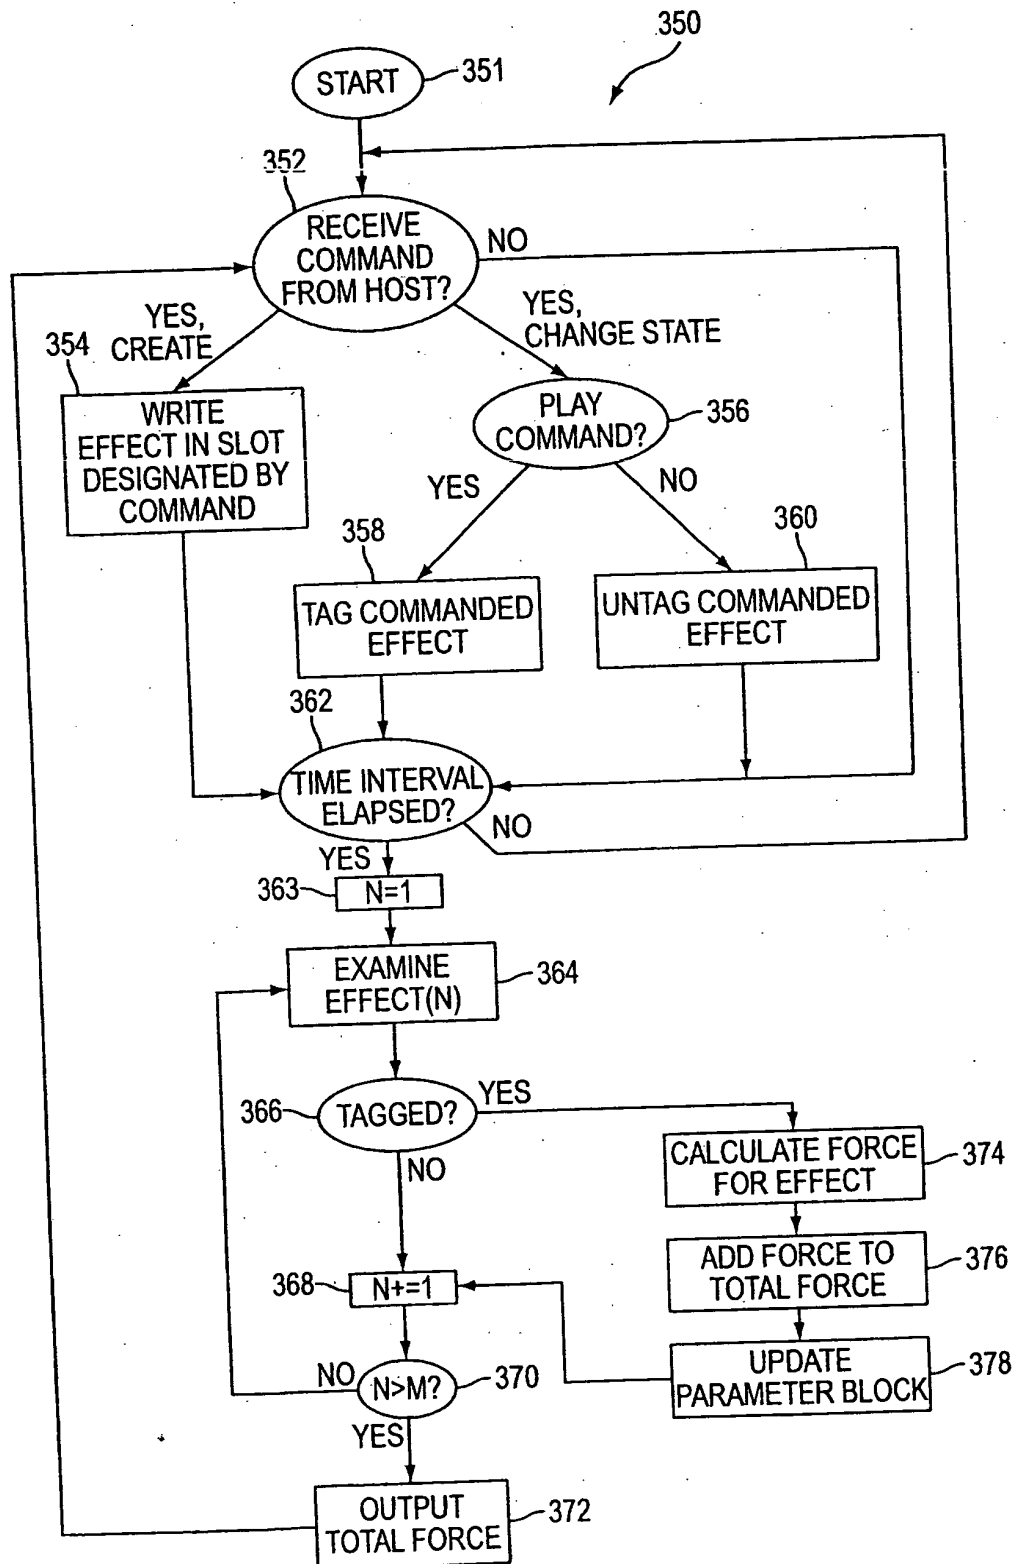 350
START
351
352
RECEIVE
COMMAND
FROM HOST?
NO
YES,
CREATE
YES,
CHANGE STATE
354
WRITE
EFFECT IN SLOT
DESIGNATED BY
COMMAND
PLAY
COMMAND?
356
YES
NO
358
TAG COMMANDED
EFFECT
360
UNTAG COMMANDED
EFFECT
362
TIME INTERVAL
ELAPSED?
NO
YES
363
N=1
EXAMINE
EFFECT(N)
364
366
TAGGED?
YES
NO
CALCULATE FORCE
FOR EFFECT
374
ADD FORCE TO
TOTAL FORCE
376
368
N+=1
UPDATE
PARAMETER BLOCK
378
NO
N>M?
370
YES
OUTPUT
TOTAL FORCE
372